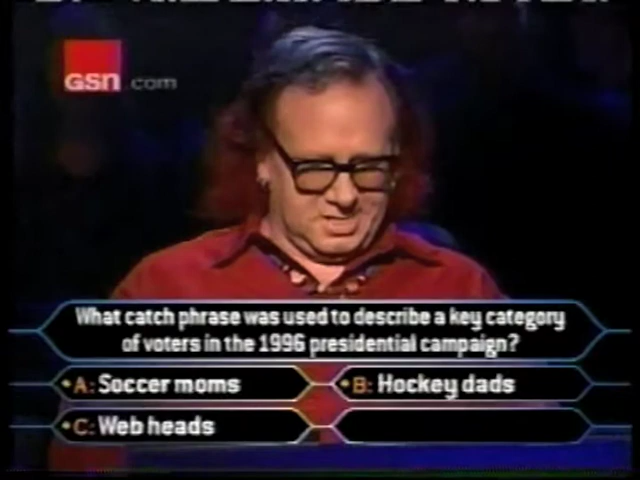 GSN.com
What catch phrase was used to describe a key category
of voters in the 1996 presidential campaign?
A: Soccer moms
B: Hockey dads
C: Web heads